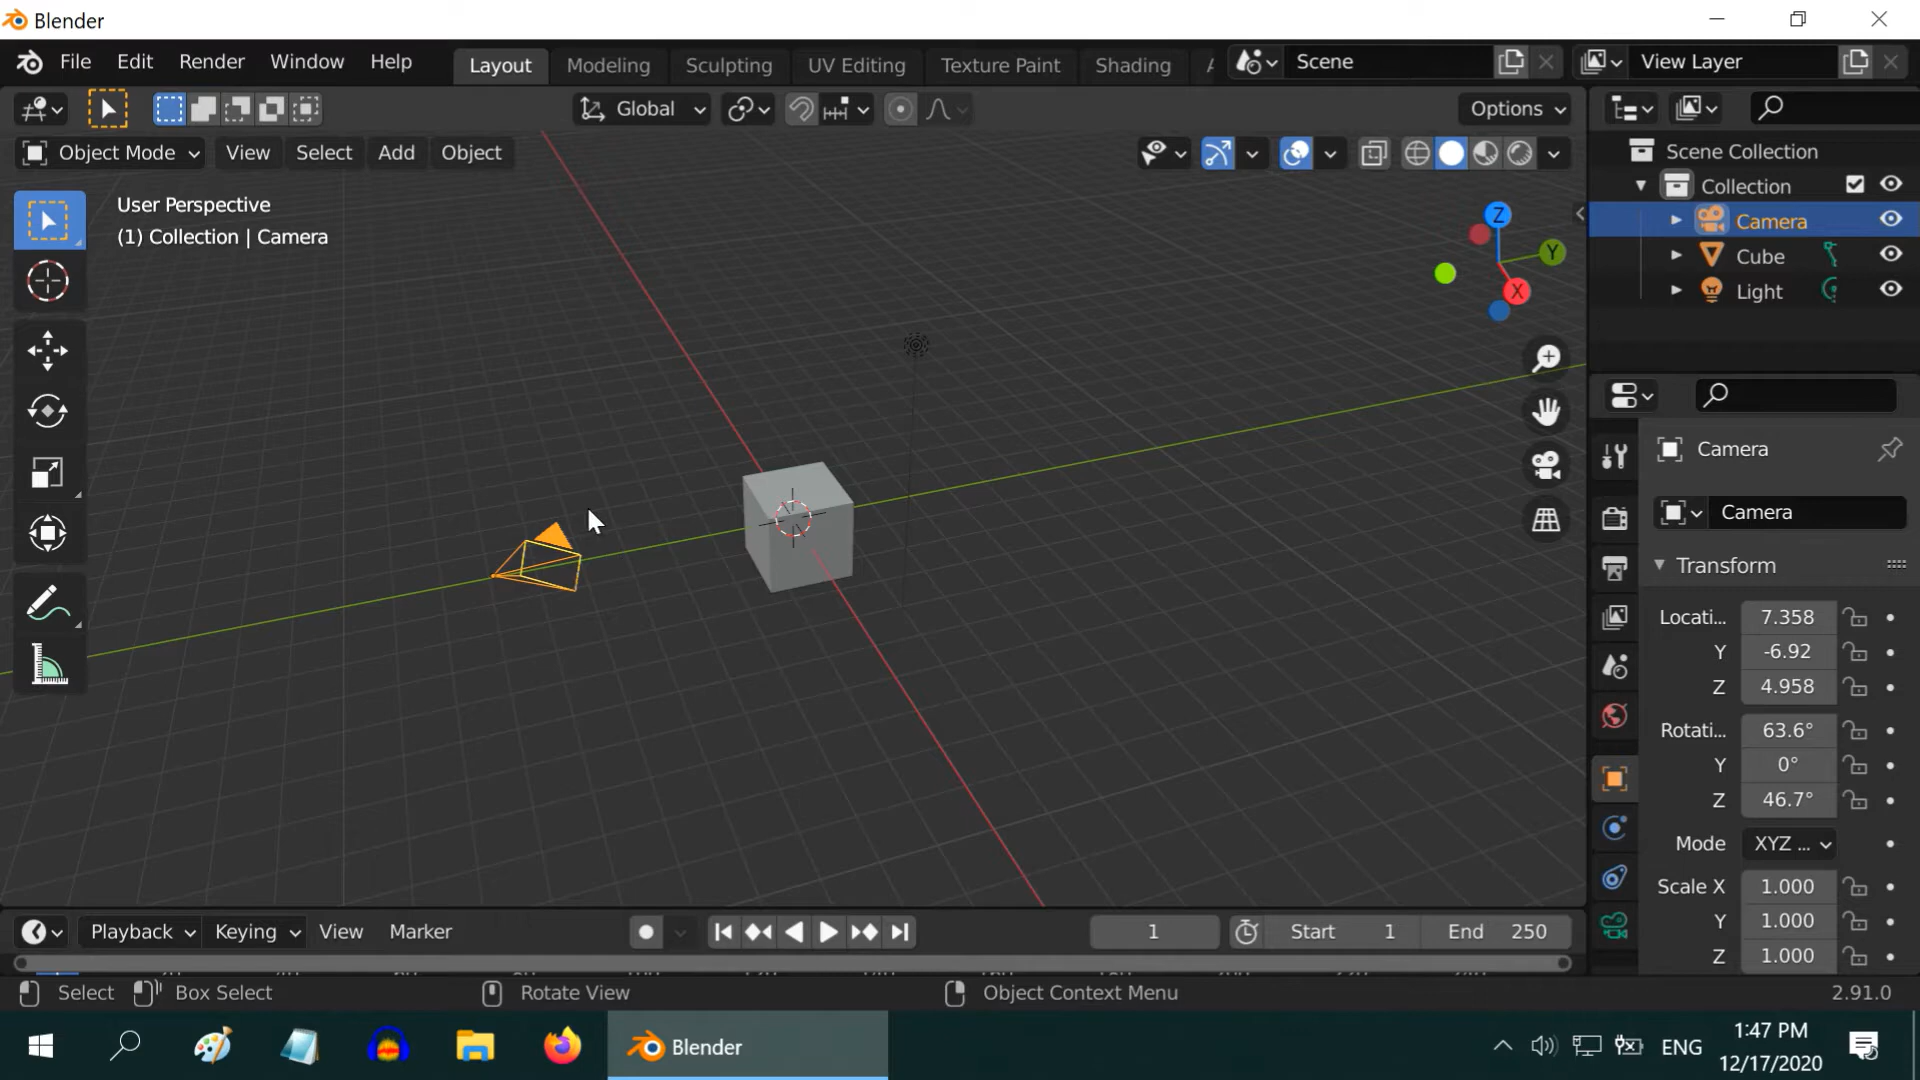 Blender
File Edit Render Window Help Layout Modeling Sculpting UV Editing Texture Paint Shading Scene View Layer
Global Options
Object Mode View Select Add Object
User Perspective
(1) Collection | Camera
Z
Y
X
Scene Collection
Collection
Camera
Cube
Light
Camera
Camera
Transform
Locati... 7.358
Y -6.92
Z 4.958
Rotati... 63.6°
Y 0°
Z 46.7°
Mode XYZ ...
Scale X 1.000
Y 1.000
Z 1.000
Playback Keying View Marker 1 Start 1 End 250
Select Box Select Rotate View Object Context Menu 2.91.0
Blender ENG 1:47 PM
12/17/2020